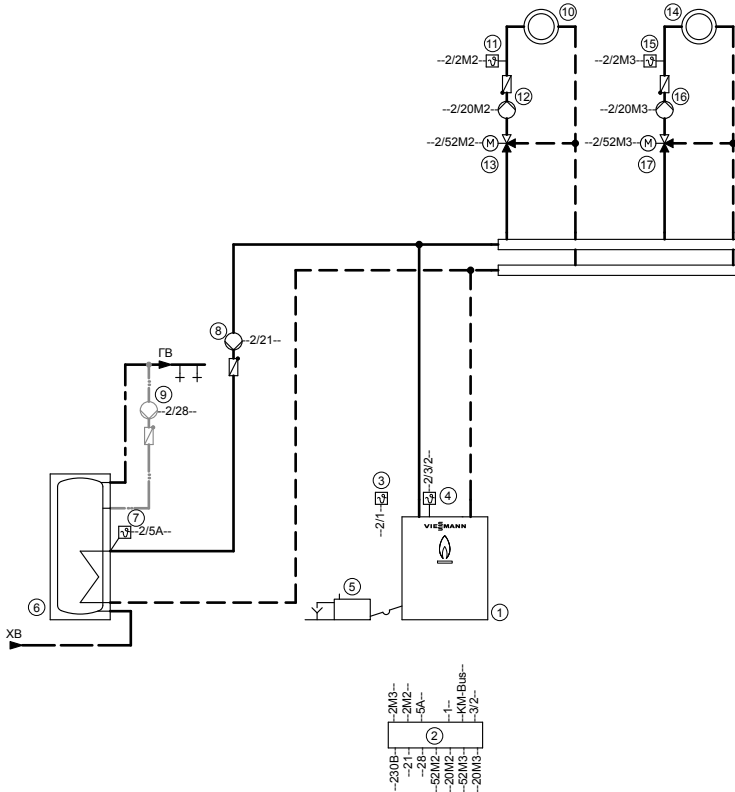 10
14
11
--2/2M2--
15
--2/2M3--
12
--2/20M2--
16
--2/20M3--
--2/52M2--
M
13
--2/52M3--
M
17
8
--2/21--
ГВ
9
--2/28--
3
--2/1--
4
--2/3/2--
VIESMANN
7
--2/5A--
5
6
1
ХВ
--2M3--
--2M2--
--5A--
--1--
--KM-Bus--
--3/2--
2
--230В--
--21--
--28--
--52M2--
--20M2--
--52M3--
--20M3--